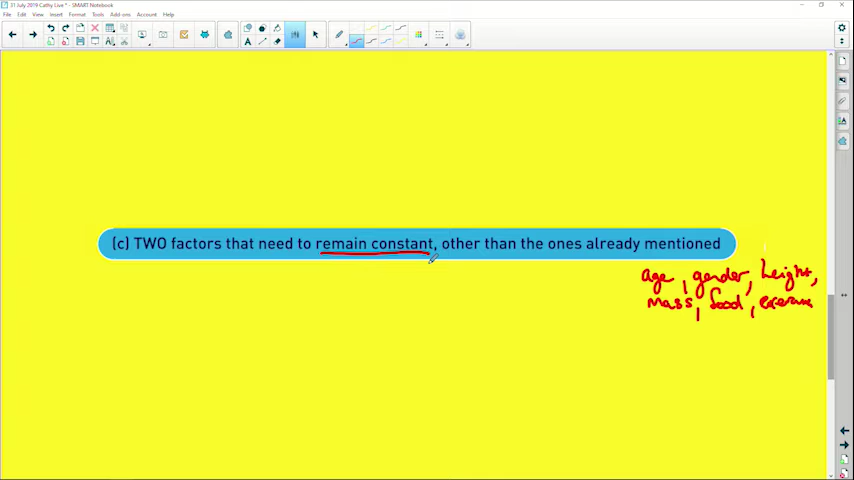 31 July 2019 Cathy Live * - SMART Notebook
File Edit View Insert Format Tools Add-ons Account Help
(c) TWO factors that need to remain constant, other than the ones already mentioned
age, gender, height,
mass, food, exercise